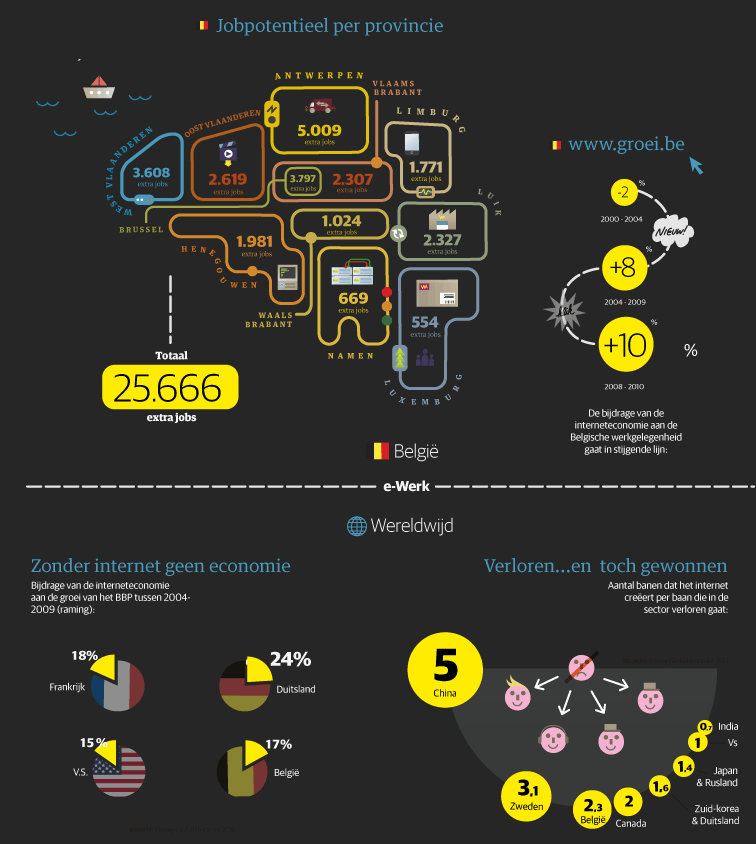 Jobpotentieel per provincie
ANTWERPEN
5.009
extra jobs
VLAAMS
BRABANT
LIMBURG
1.771
extra jobs
OOST VLAANDEREN
2.619
extra jobs
WEST VLAANDEREN
3.608
extra jobs
3.797
extra jobs
2.307
extra jobs
BRUSSEL
LUIK
2.327
extra jobs
1.024
extra jobs
1.981
extra jobs
HENEGOUWEN
WAALS
BRABANT
669
extra jobs
NAMEN
554
extra jobs
LUXEMBURG
Totaal
25.666
extra jobs
www.groei.be
-2 %
2000 - 2004
NIEUW!
+8 %
2004 - 2009
+10 %
2008 - 2010
%
De bijdrage van de
interneteconomie aan de
Belgische werkgelegenheid
gaat in stijgende lijn:
België
e-Werk
Wereldwijd
Zonder internet geen economie
Bijdrage van de interneteconomie
aan de groei van het BBP tussen 2004-
2009 (raming):
18%
Frankrijk
24%
Duitsland
15 %
V.S.
17%
België
Verloren...en toch gewonnen
Aantal banen dat het internet
creëert per baan die in de
sector verloren gaat:
5
China
3,1
Zweden
2,3
België
2
Canada
1,6
Zuid-korea
& Duitsland
1,4
Japan
& Rusland
1
Vs
0,7
India